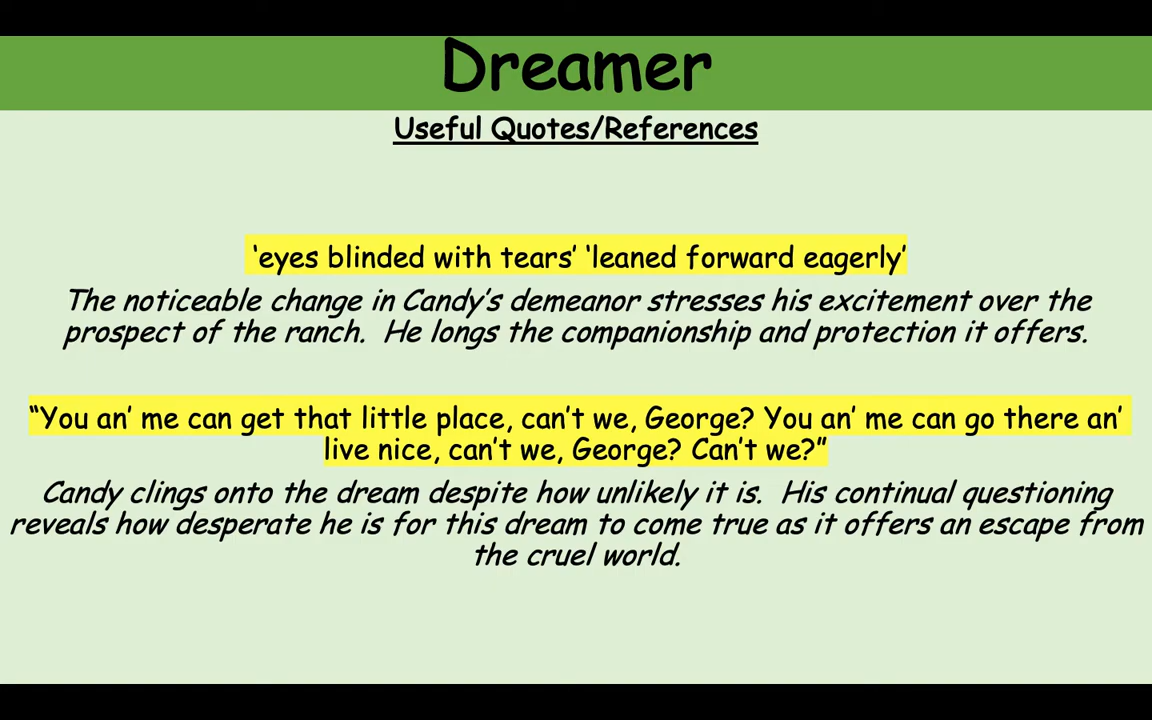 Dreamer
Useful Quotes/References
‘eyes blinded with tears’ ‘leaned forward eagerly’
The noticeable change in Candy’s demeanor stresses his excitement over the
prospect of the ranch.  He longs the companionship and protection it offers.
“You an’ me can get that little place, can’t we, George? You an’ me can go there an’
live nice, can’t we, George? Can’t we?”
Candy clings onto the dream despite how unlikely it is.  His continual questioning
reveals how desperate he is for this dream to come true as it offers an escape from
the cruel world.